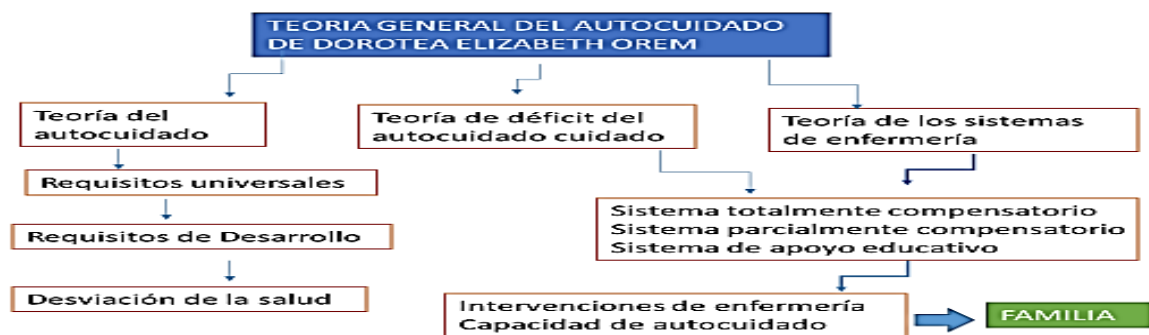 TEORIA GENERAL DEL AUTOCUIDADO
DE DOROTEA ELIZABETH OREM
Teoría del
autocuidado
Teoría de déficit del
autocuidado cuidado
Teoría de los sistemas
de enfermería
Requisitos universales
Requisitos de Desarrollo
Desviación de la salud
Sistema totalmente compensatorio
Sistema parcialmente compensatorio
Sistema de apoyo educativo
Intervenciones de enfermería
Capacidad de autocuidado
FAMILIA